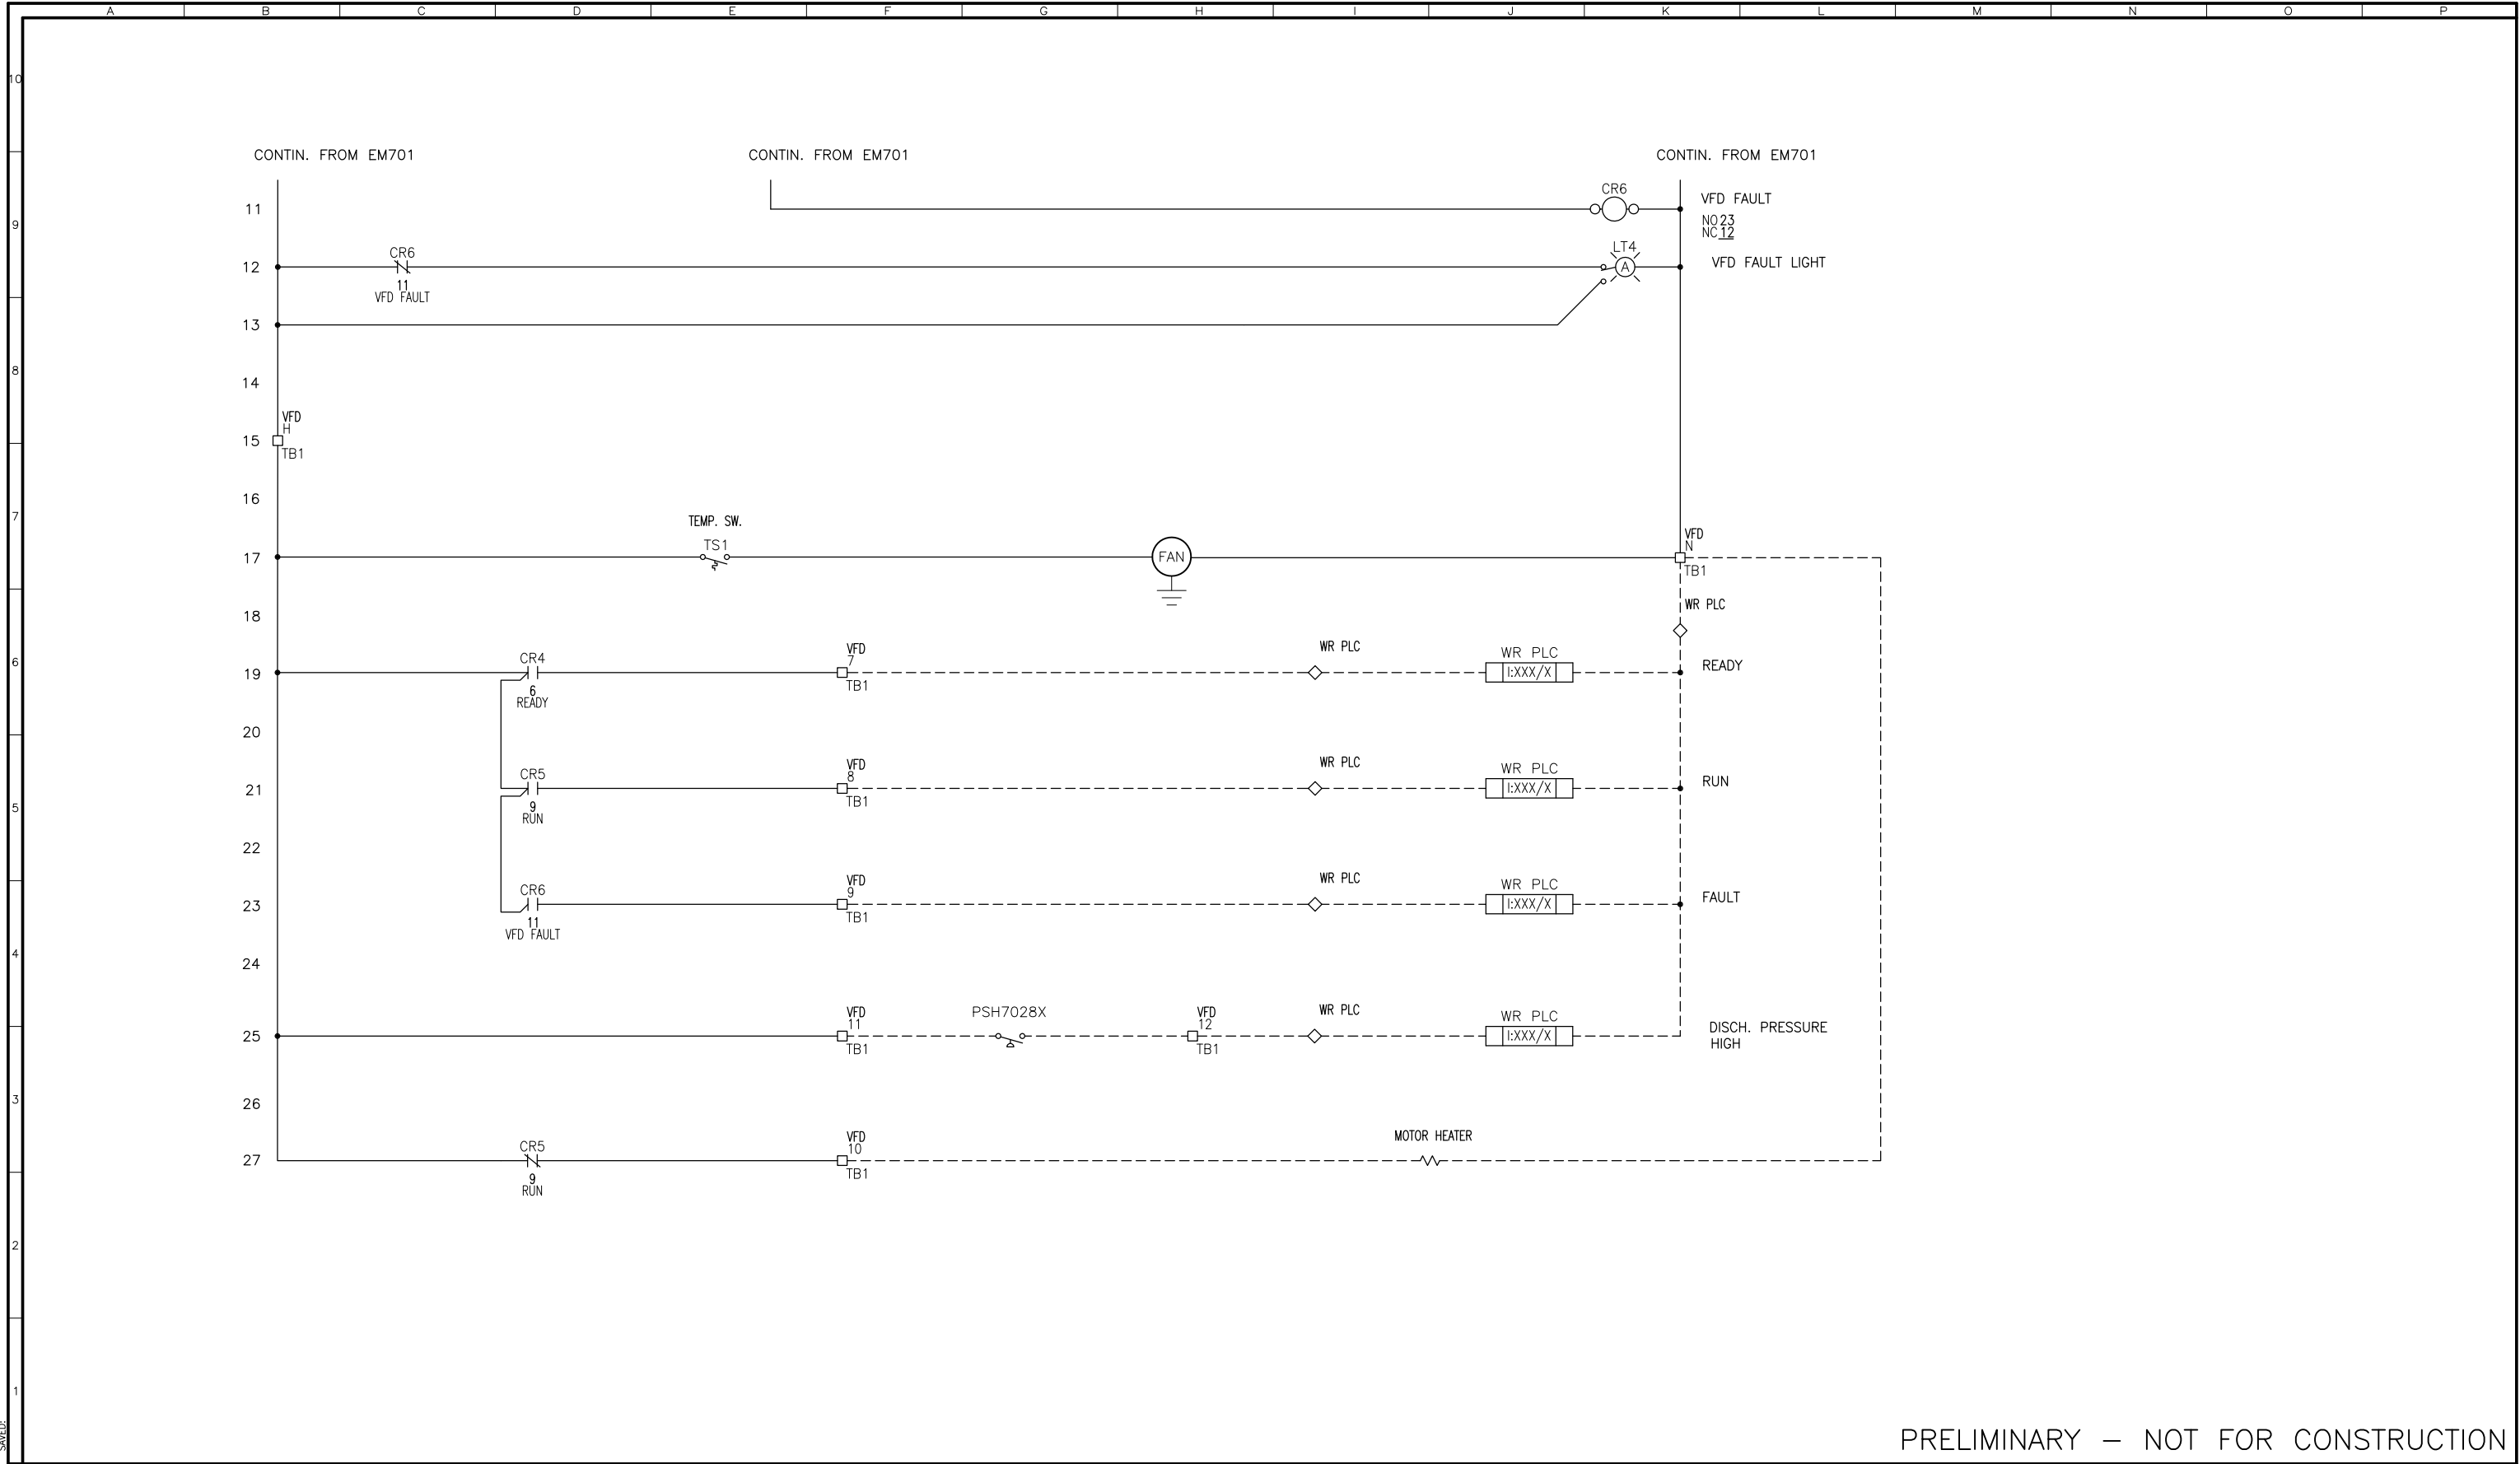 A B C D E F G H I J K L M N O P
10
CONTIN. FROM EM701 CONTIN. FROM EM701 CONTIN. FROM EM701
CR6
VFD FAULT
11
9
NO 23
NC 12
CR6
LT4
12
A
VFD FAULT LIGHT
11
VFD FAULT
13
8
14
VFD
H
15
TB1
16
7
TEMP. SW.
TS1
VFD
N
17
FAN
TB1
WR PLC
18
6
CR4
VFD
7
WR PLC
WR PLC
19
I:XXX/X
READY
6
READY
TB1
20
CR5
VFD
8
WR PLC
WR PLC
21
I:XXX/X
RUN
5
9
RUN
TB1
22
CR6
VFD
9
WR PLC
WR PLC
23
I:XXX/X
FAULT
11
VFD FAULT
TB1
4
24
VFD
11
PSH7028X
VFD
12
WR PLC
WR PLC
25
I:XXX/X
DISCH. PRESSURE
HIGH
TB1
TB1
26
3
CR5
VFD
10
MOTOR HEATER
27
9
RUN
TB1
2
1
SAVED:
PRELIMINARY – NOT FOR CONSTRUCTION